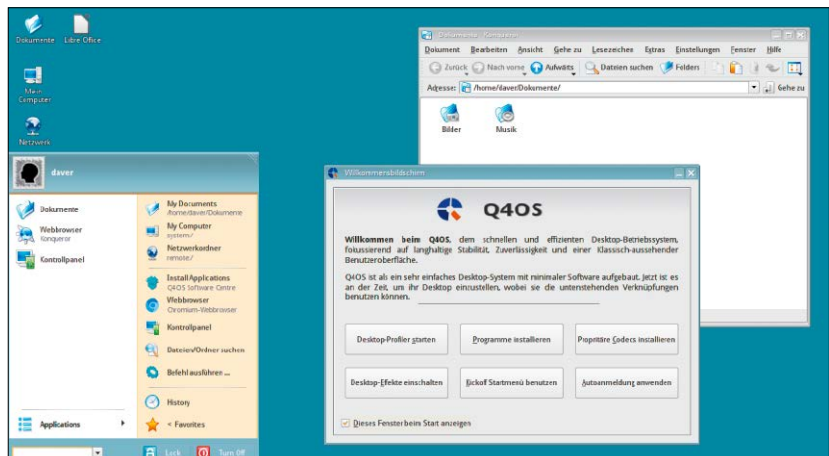 Dokumente
Libre Office
Mein Computer
Netzwerk
daver
Dokumente
Webbrowser
Konqueror
Kontrollpanel
Applications
My Documents
/home/daver/Dokumente
My Computer
system:/
Netzwerkordner
remote:/
Install Applications
Q4OS Software Centre
Webbrowser
Chromium-Webbrowser
Kontrollpanel
Dateien/Ordner suchen
Befehl ausführen ...
History
< Favorites
Lock Turn Off
Dokumente - Konqueror
Dokument Bearbeiten Ansicht Gehe zu Lesezeichen Extras Einstellungen Fenster Hilfe
Zurück Nach vorne Aufwärts Dateien suchen Folders
Adresse: /home/daver/Dokumente/ Gehe zu
Bilder Musik
Willkommensbildschirm
Q4OS
Willkommen beim Q4OS, dem schnellen und effizienten Desktop-Betriebssystem,
fokussierend auf langhaltige Stabilität, Zuverlässigkeit und einer Klassisch-aussehender
Benutzeroberfläche.
Q4OS ist als ein sehr einfaches Desktop-System mit minimaler Software aufgebaut. Jetzt ist es
an der Zeit, um ihr Desktop einzustellen, wobei sie die untenstehenden Verknüpfungen
benutzen können.
Desktop-Profiler starten
Programme installieren
Propritäre Codecs installieren
Desktop-Efekte einschalten
Kickoff Startmenü benutzen
Autoanmeldung anwenden
Dieses Fenster beim Start anzeigen